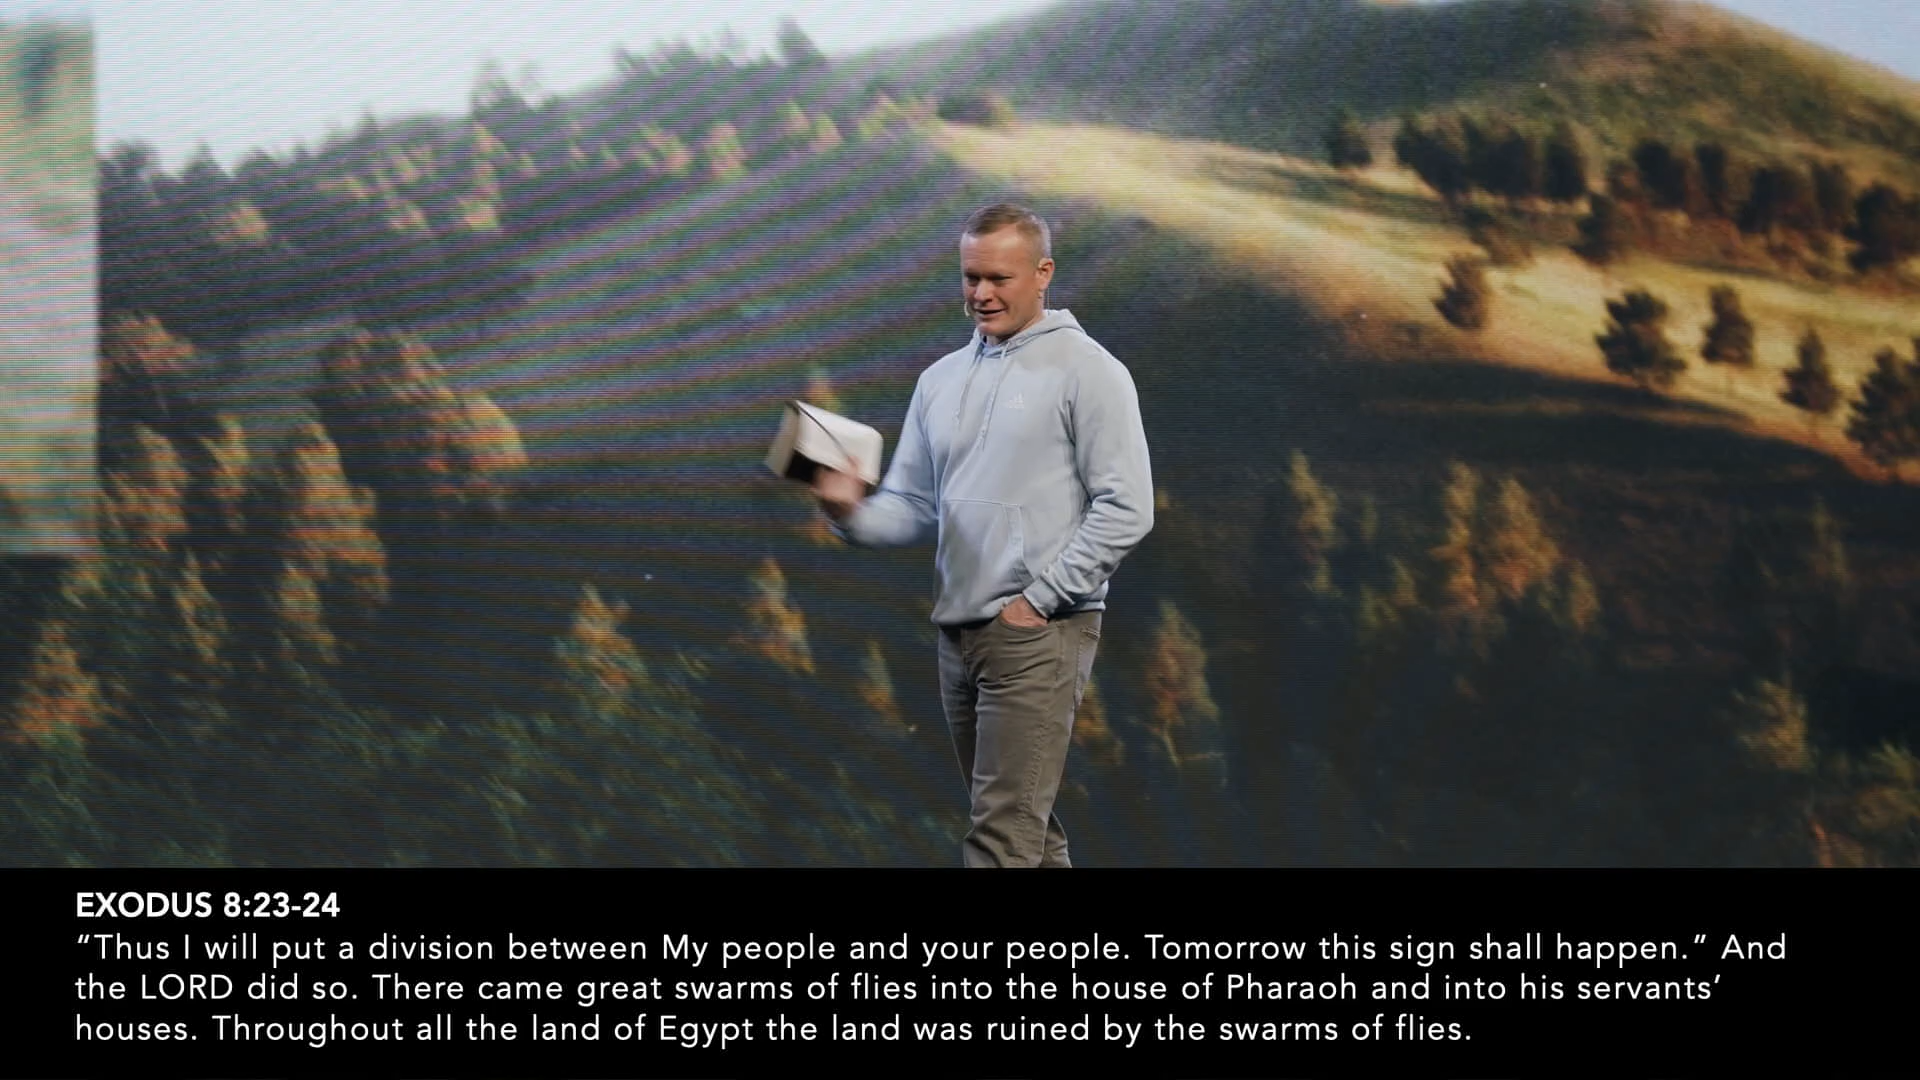 EXODUS 8:23-24
“Thus I will put a division between My people and your people. Tomorrow this sign shall happen.” And
the LORD did so. There came great swarms of flies into the house of Pharaoh and into his servants’
houses. Throughout all the land of Egypt the land was ruined by the swarms of flies.